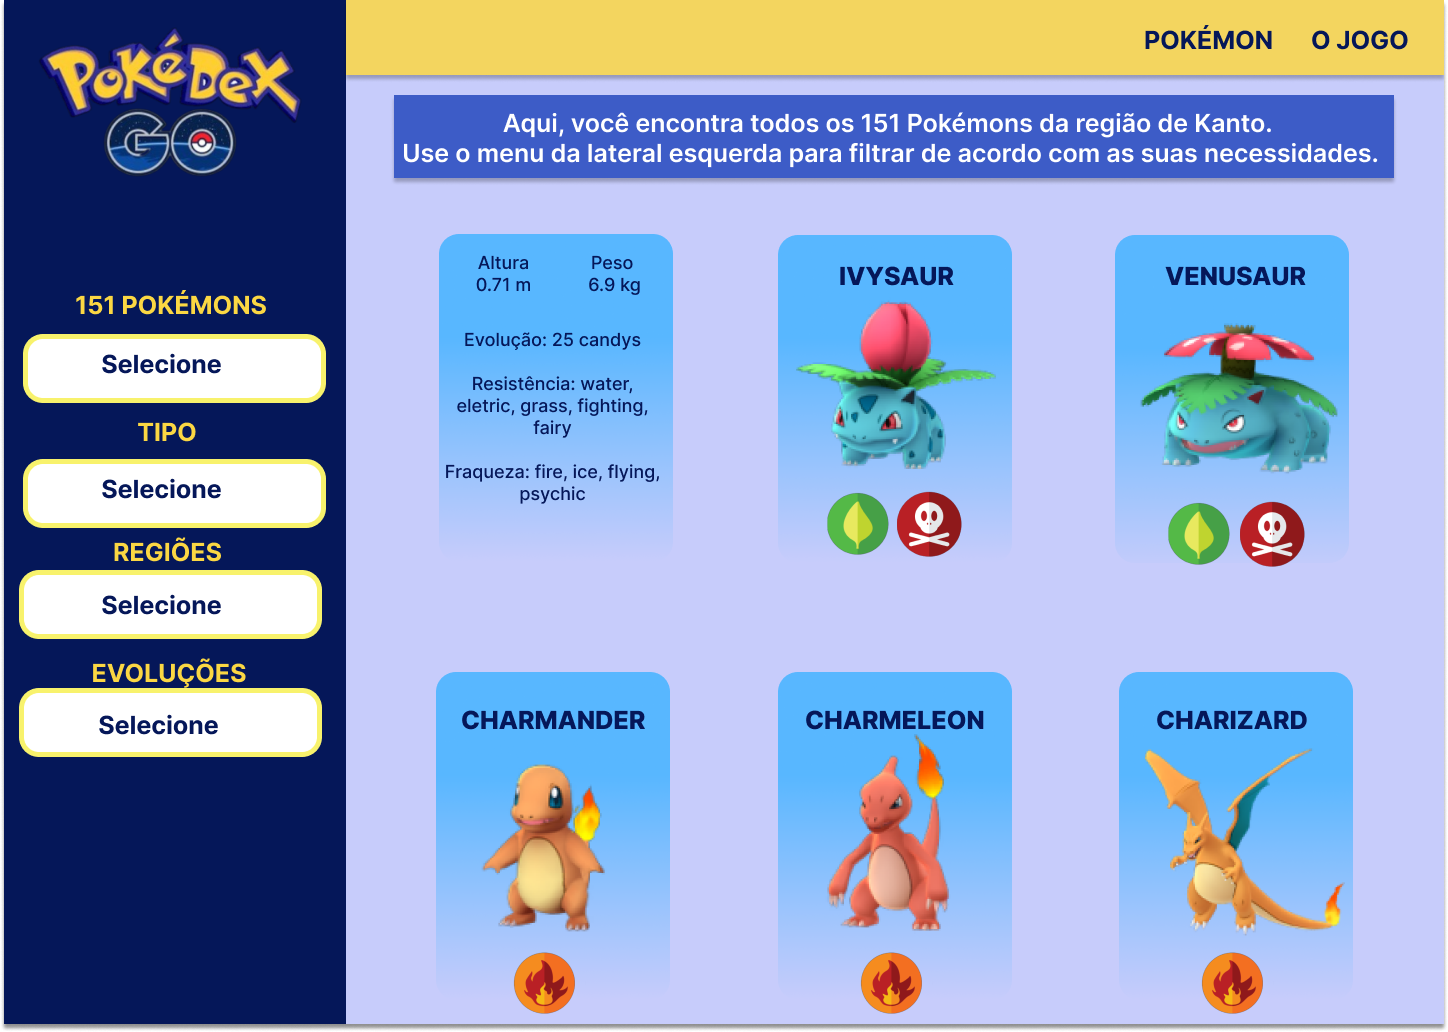 POKéDEX
GO
POKÉMON
O JOGO
Aqui, você encontra todos os 151 Pokémons da região de Kanto.
Use o menu da lateral esquerda para filtrar de acordo com as suas necessidades.
151 POKÉMONS
Selecione
TIPO
Selecione
REGIÕES
Selecione
EVOLUÇÕES
Selecione
Altura
0.71 m
Peso
6.9 kg
Evolução: 25 candys
Resistência: water,
eletric, grass, fighting,
fairy
Fraqueza: fire, ice, flying,
psychic
IVYSAUR
VENUSAUR
CHARMANDER
CHARMELEON
CHARIZARD